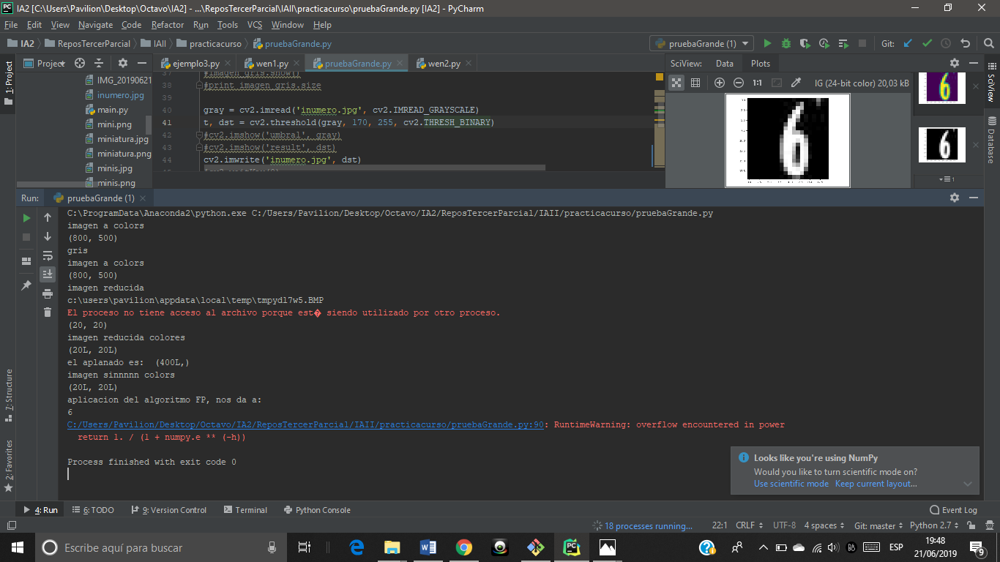 IA2 [C:\Users\Pavilion\Desktop\Octavo\IA2] - ...\ReposTercerParcial\IAII\practicacurso\pruebaGrande.py [IA2] - PyCharm
File Edit View Navigate Code Refactor Run Tools VCS Window Help
IA2 ReposTercerParcial IAII practicacurso pruebaGrande.py pruebaGrande (1) Git:
1: Project
Project
ejemplo3.py wen1.py pruebaGrande.py wen2.py
SciView: Data Plots
SciView
Database
IG (24-bit color) 20,03 kB
1:1
IMG_20190621
inumero.jpg
main.py
mini.png
miniatura.jpg
miniatura.png
minis.jpg
minis.png
37 #imagen_gris.show()
38 #print imagen_gris.size
39
40 gray = cv2.imread('inumero.jpg', cv2.IMREAD_GRAYSCALE)
41 t, dst = cv2.threshold(gray, 170, 255, cv2.THRESH_BINARY)
42 #cv2.imshow('umbral', gray)
43 #cv2.imshow('result', dst)
44 cv2.imwrite('inumero.jpg', dst)
1
Run: pruebaGrande (1)
C:\ProgramData\Anaconda2\python.exe C:/Users/Pavilion/Desktop/Octavo/IA2/ReposTercerParcial/IAII/practicacurso/pruebaGrande.py
imagen a colors
(800, 500)
gris
imagen a colors
(800, 500)
imagen reducida
c:\users\pavilion\appdata\local\temp\tmpydl7w5.BMP
El proceso no tiene acceso al archivo porque est� siendo utilizado por otro proceso.
(20, 20)
imagen reducida colores
(20L, 20L)
el aplanado es:  (400L,)
imagen sinnnnn colors
(20L, 20L)
aplicacion del algoritmo FP, nos da a:
6
C:/Users/Pavilion/Desktop/Octavo/IA2/ReposTercerParcial/IAII/practicacurso/pruebaGrande.py:90: RuntimeWarning: overflow encountered in power
return 1. / (1 + numpy.e ** (-h))
Process finished with exit code 0
7: Structure
2: Favorites
Looks like you're using NumPy
Would you like to turn scientific mode on?
Use scientific mode Keep current layout...
4: Run 6: TODO 9: Version Control Terminal Python Console Event Log
18 processes running... 22:1 CRLF UTF-8 4 spaces Git: master Python 2.7
Escribe aquí para buscar
ESP
19:48
21/06/2019
9